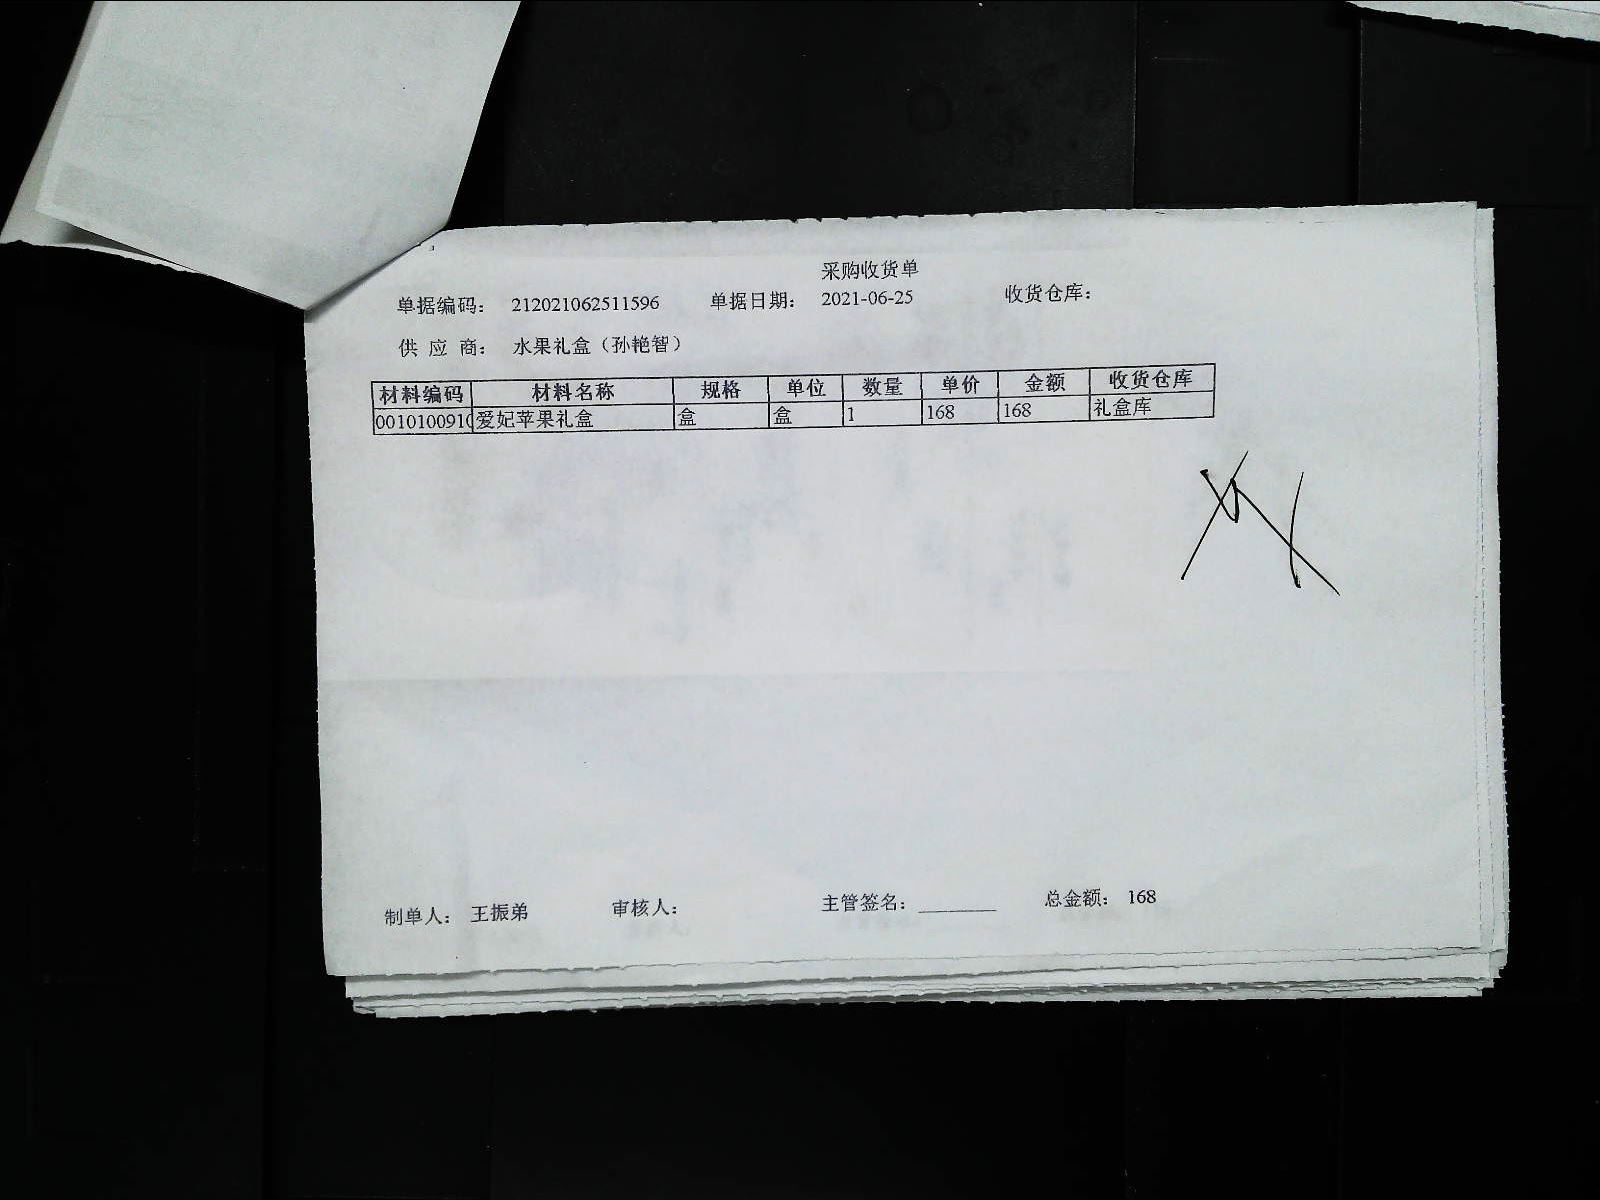 采购收货单
单据编码： 212021062511596 单据日期： 2021-06-25 收货仓库：
供 应 商： 水果礼盒（孙艳智）
材料编码 材料名称 规格 单位 数量 单价 金额 收货仓库
0010100910 爱妃苹果礼盒 盒 盒 1 168 168 礼盒库
制单人： 王振弟 审核人： 主管签名： ________ 总金额： 168